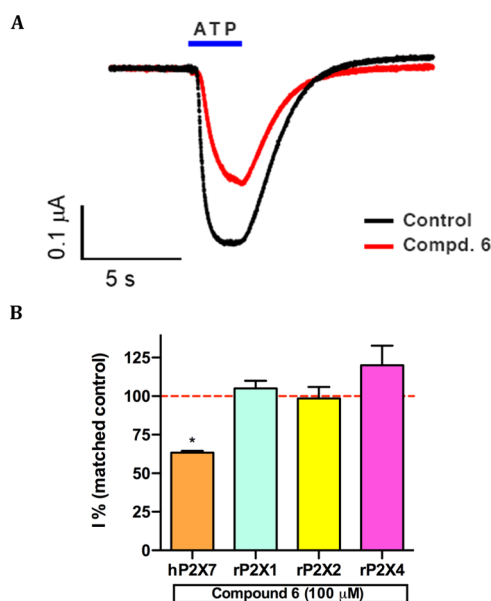 A
ATP
0.1 µA
5 s
Control
Compd. 6
B
I % (matched control)
125
100
75
50
25
0
*
hP2X7 rP2X1 rP2X2 rP2X4
Compound 6 (100 µM)